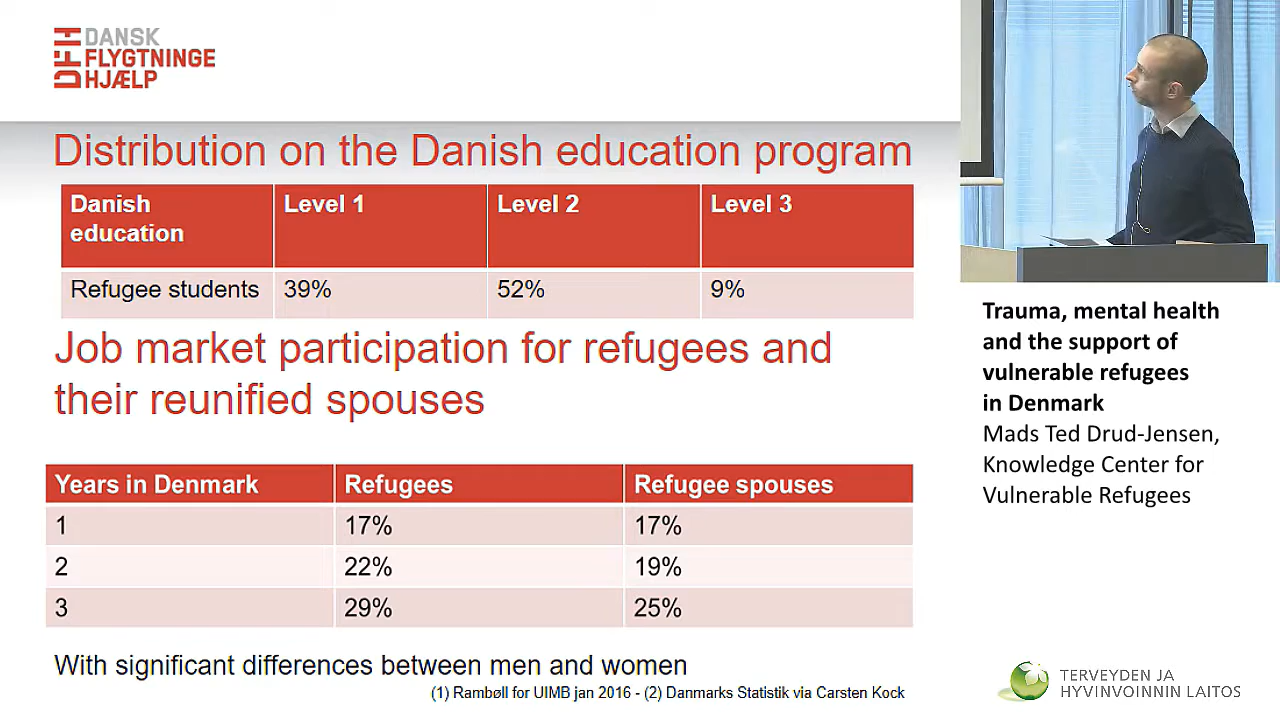 DFH DANSK
FLYGTNINGE
HJÆLP
Distribution on the Danish education program
Danish education | Level 1 | Level 2 | Level 3
Refugee students | 39% | 52% | 9%
Job market participation for refugees and
their reunified spouses
Years in Denmark | Refugees | Refugee spouses
1 | 17% | 17%
2 | 22% | 19%
3 | 29% | 25%
With significant differences between men and women
(1) Rambøll for UIMB jan 2016 - (2) Danmarks Statistik via Carsten Kock
Trauma, mental health
and the support of
vulnerable refugees
in Denmark
Mads Ted Drud-Jensen,
Knowledge Center for
Vulnerable Refugees
TERVEYDEN JA
HYVINVOINNIN LAITOS